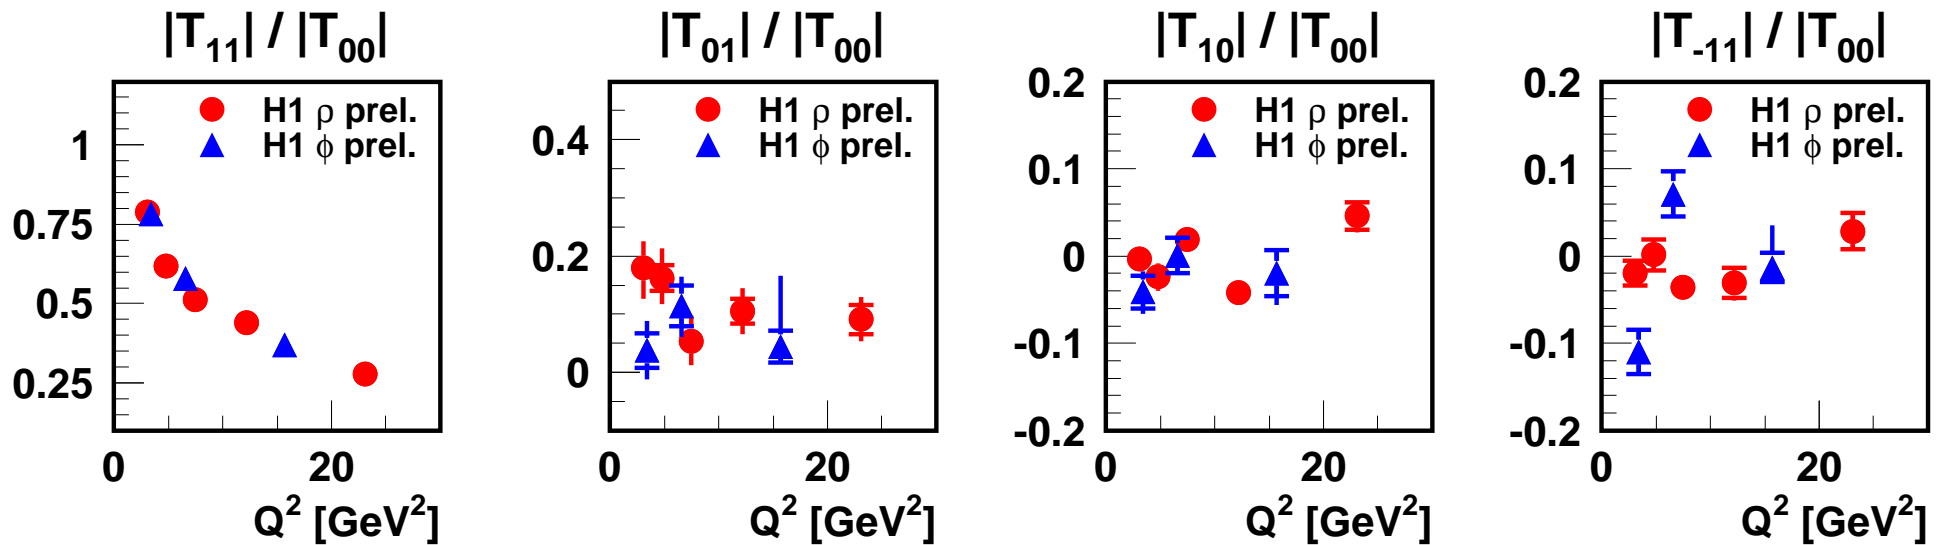 |T11| / |T00|
H1 ρ prel.
H1 ϕ prel.
1
0.75
0.5
0.25
0 20
Q² [GeV²]
|T01| / |T00|
H1 ρ prel.
H1 ϕ prel.
0.4
0.2
0
0 20
Q² [GeV²]
|T10| / |T00|
H1 ρ prel.
H1 ϕ prel.
0.2
0.1
0
-0.1
-0.2
0 20
Q² [GeV²]
|T-11| / |T00|
H1 ρ prel.
H1 ϕ prel.
0.2
0.1
0
-0.1
-0.2
0 20
Q² [GeV²]